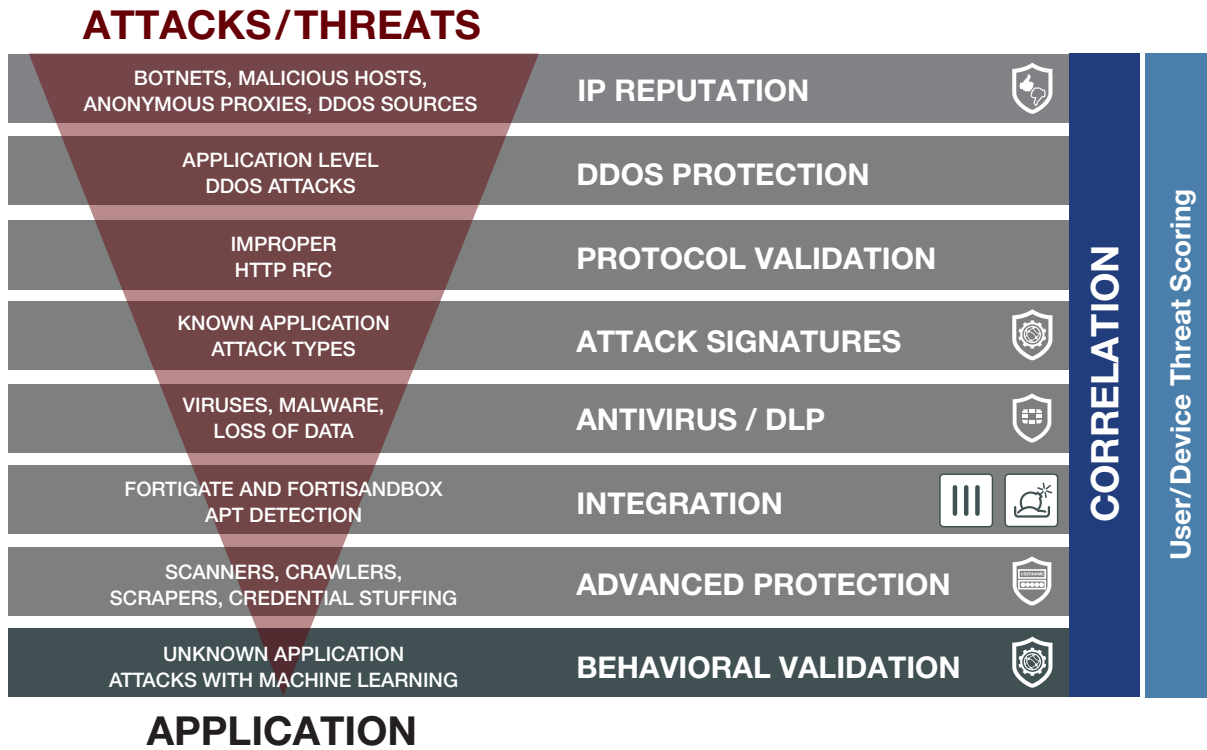 ATTACKS/THREATS
BOTNETS, MALICIOUS HOSTS,
ANONYMOUS PROXIES, DDOS SOURCES
IP REPUTATION
APPLICATION LEVEL
DDOS ATTACKS
DDOS PROTECTION
IMPROPER
HTTP RFC
PROTOCOL VALIDATION
KNOWN APPLICATION
ATTACK TYPES
ATTACK SIGNATURES
VIRUSES, MALWARE,
LOSS OF DATA
ANTIVIRUS / DLP
FORTIGATE AND FORTISANDBOX
APT DETECTION
INTEGRATION
SCANNERS, CRAWLERS,
SCRAPERS, CREDENTIAL STUFFING
ADVANCED PROTECTION
USERNAME
UNKNOWN APPLICATION
ATTACKS WITH MACHINE LEARNING
BEHAVIORAL VALIDATION
CORRELATION
User/Device Threat Scoring
APPLICATION